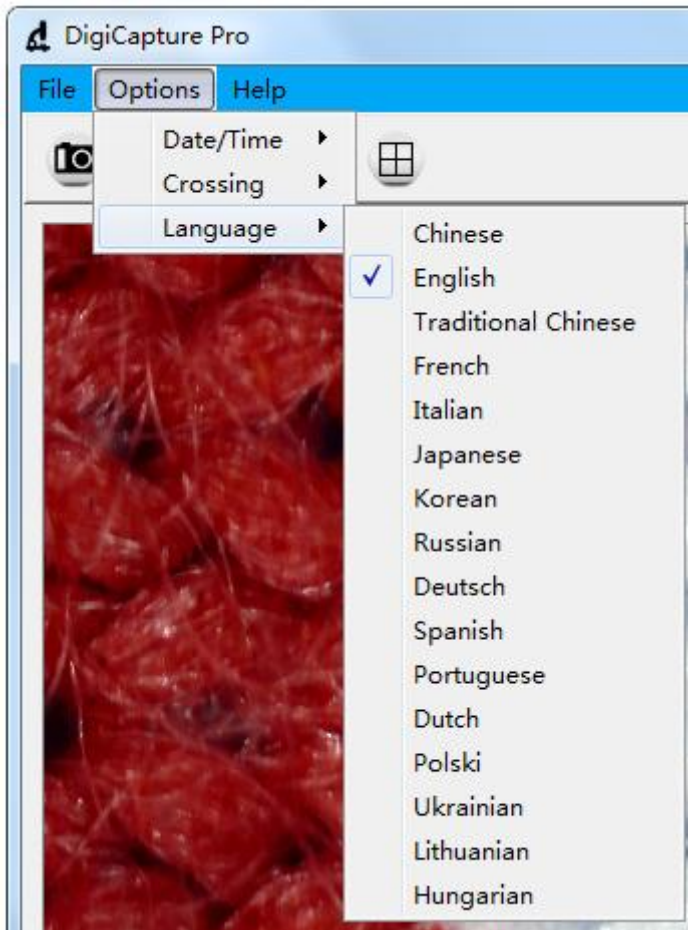 DigiCapture Pro
File Options Help
Date/Time
Crossing
Language
Chinese
English
Traditional Chinese
French
Italian
Japanese
Korean
Russian
Deutsch
Spanish
Portuguese
Dutch
Polski
Ukrainian
Lithuanian
Hungarian